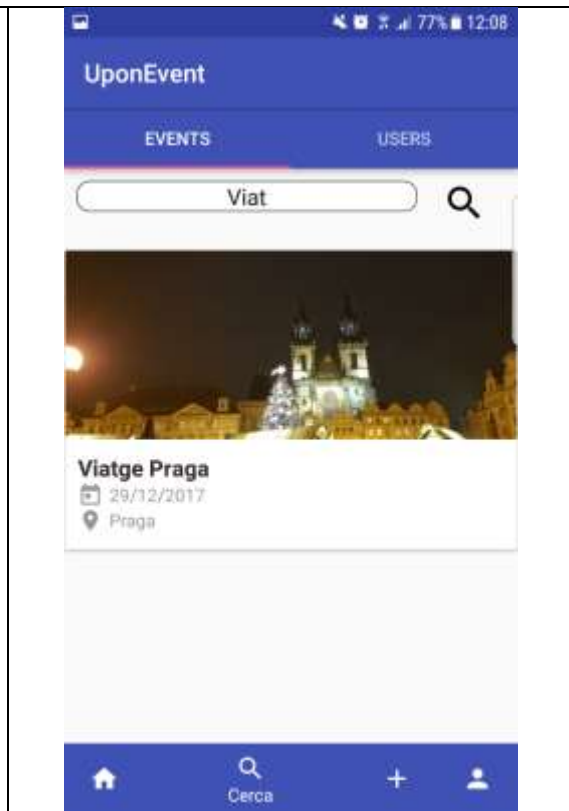 77% 12:08
UponEvent
EVENTS USERS
Viat
Viatge Praga
29/12/2017
Praga
Cerca